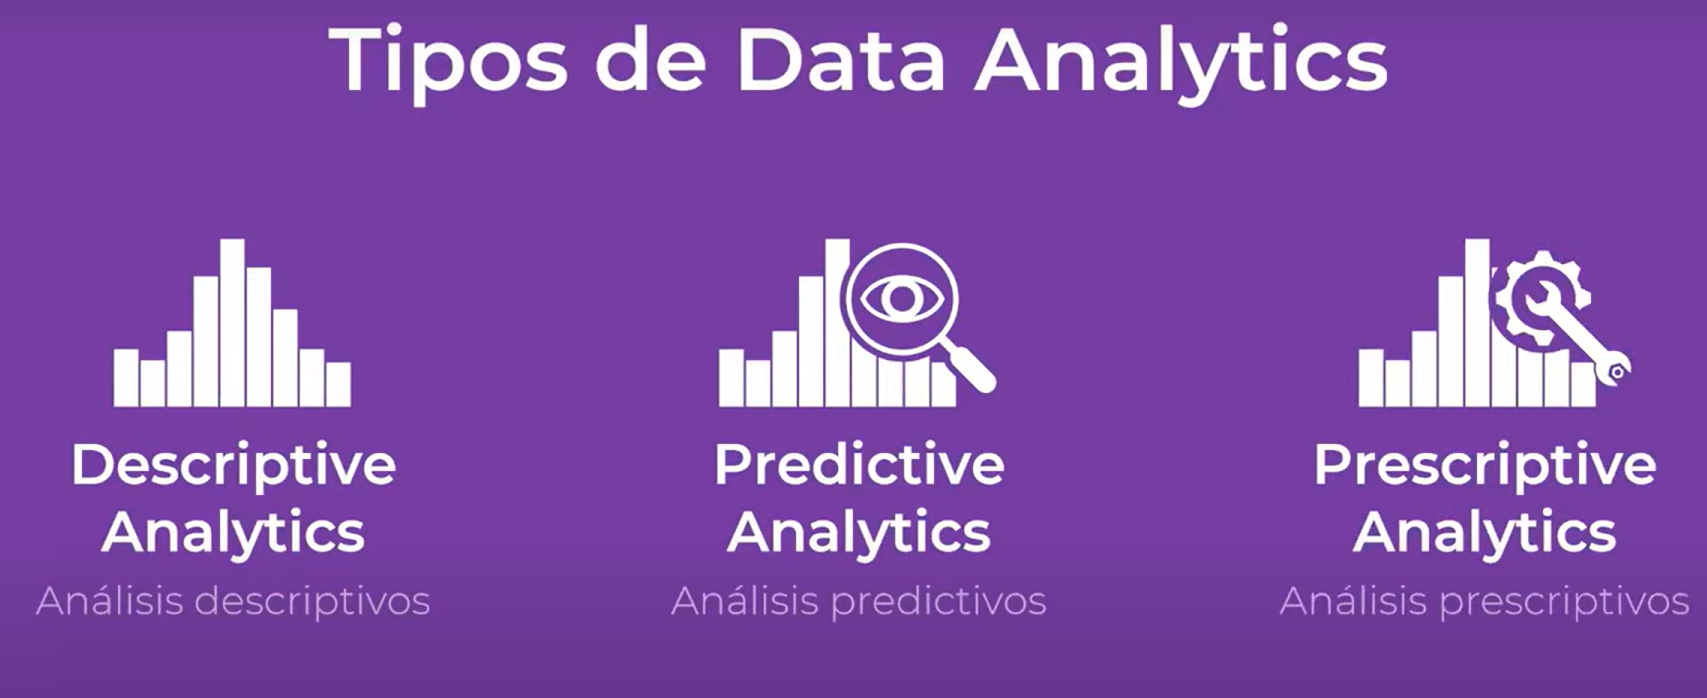 Tipos de Data Analytics
Descriptive
Analytics
Análisis descriptivos
Predictive
Analytics
Análisis predictivos
Prescriptive
Analytics
Análisis prescriptivos